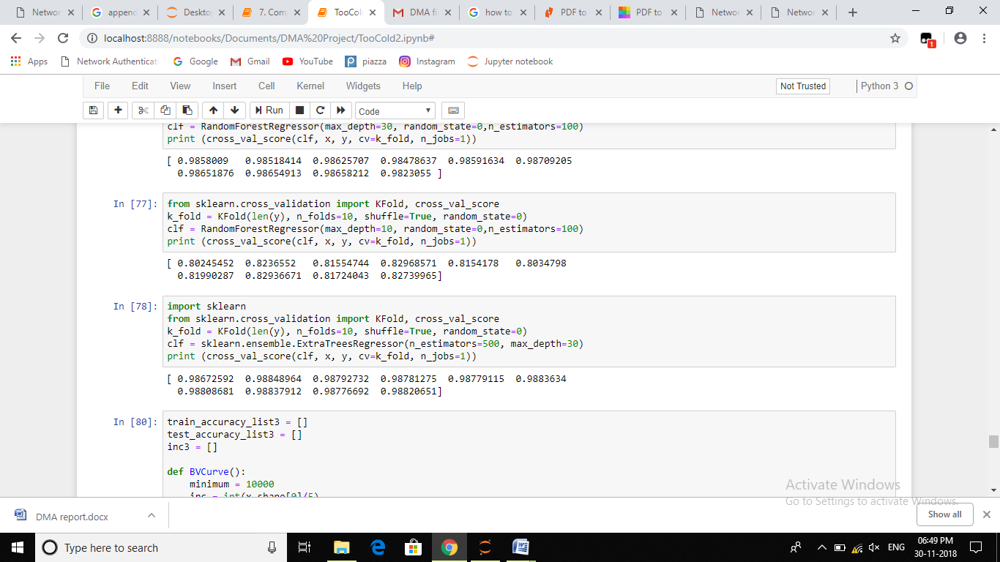 Networ
append
Deskto
7. Com
TooCol
DMA fi
how to
PDF to
PDF to
Networ
Networ
localhost:8888/notebooks/Documents/DMA%20Project/TooCold2.ipynb#
1
Apps Network Authenticat Google Gmail YouTube piazza Instagram Jupyter notebook
File Edit View Insert Cell Kernel Widgets Help Not Trusted Python 3
Run Code
clf = RandomForestRegressor(max_depth=30, random_state=0,n_estimators=100)
print (cross_val_score(clf, x, y, cv=k_fold, n_jobs=1))
[ 0.9858009 0.98518414 0.98625707 0.98478637 0.98591634 0.98709205
0.98651876 0.98654913 0.98658212 0.9823055 ]
In [77]: from sklearn.cross_validation import KFold, cross_val_score
k_fold = KFold(len(y), n_folds=10, shuffle=True, random_state=0)
clf = RandomForestRegressor(max_depth=10, random_state=0,n_estimators=100)
print (cross_val_score(clf, x, y, cv=k_fold, n_jobs=1))
[ 0.80245452 0.8236552 0.81554744 0.82968571 0.8154178 0.8034798
0.81990287 0.82936671 0.81724043 0.82739965]
In [78]: import sklearn
from sklearn.cross_validation import KFold, cross_val_score
k_fold = KFold(len(y), n_folds=10, shuffle=True, random_state=0)
clf = sklearn.ensemble.ExtraTreesRegressor(n_estimators=500, max_depth=30)
print (cross_val_score(clf, x, y, cv=k_fold, n_jobs=1))
[ 0.98672592 0.98848964 0.98792732 0.98781275 0.98779115 0.9883634
0.98808681 0.98837912 0.98776692 0.98820651]
In [80]: train_accuracy_list3 = []
test_accuracy_list3 = []
inc3 = []
def BVCurve():
minimum = 10000
inc = int(x.shape[0]/5)
Activate Windows
Go to Settings to activate Windows.
DMA report.docx
Show all
Type here to search
ENG
06:49 PM
30-11-2018